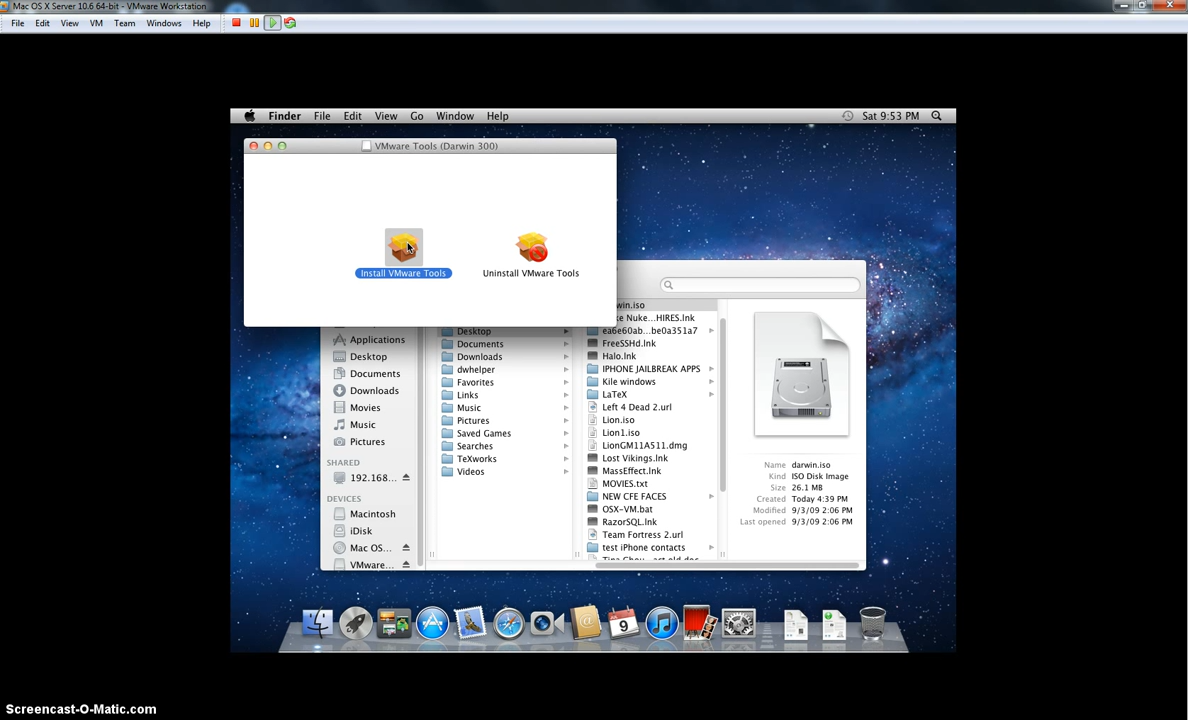 Mac OS X Server 10.6 64-bit - VMware Workstation
File Edit View VM Team Windows Help
Finder File Edit View Go Window Help
Sat 9:53 PM
VMware Tools (Darwin 300)
Install VMware Tools
Uninstall VMware Tools
Applications
Desktop
Documents
Downloads
Movies
Music
Pictures
SHARED
192.168...
DEVICES
Macintosh
iDisk
Mac OS...
VMware...
Desktop
Documents
Downloads
dwhelper
Favorites
Links
Music
Pictures
Saved Games
Searches
TeXworks
Videos
win.iso
ke Nuke...HIRES.lnk
ea6e60ab...be0a351a7
FreeSSHd.lnk
Halo.lnk
IPHONE JAILBREAK APPS
Kile windows
LaTeX
Left 4 Dead 2.url
Lion.iso
Lion1.iso
LionGM11A511.dmg
Lost Vikings.lnk
MassEffect.lnk
MOVIES.txt
NEW CFE FACES
OSX-VM.bat
RazorSQL.lnk
Team Fortress 2.url
test iPhone contacts
Name darwin.iso
Kind ISO Disk Image
Size 26.1 MB
Created Today 4:39 PM
Modified 9/3/09 2:06 PM
Last opened 9/3/09 2:06 PM
9
Screencast-O-Matic.com